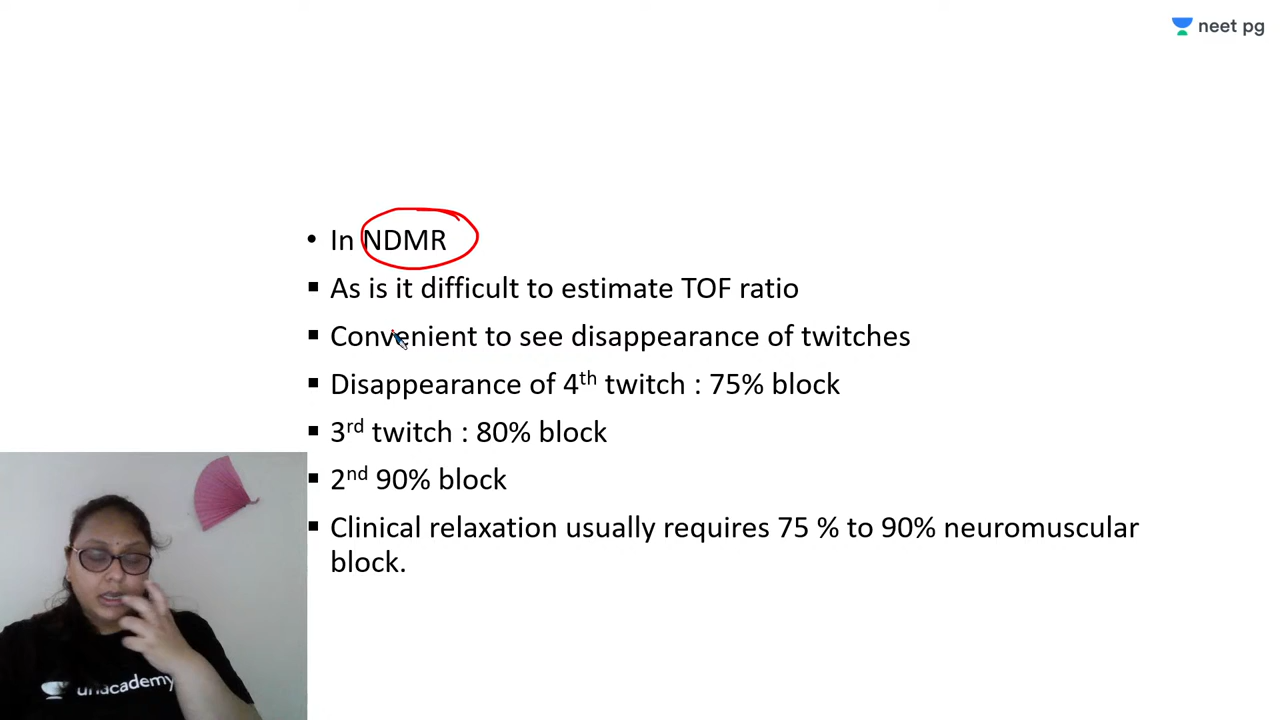 neet pg
• In NDMR
▪ As is it difficult to estimate TOF ratio
▪ Convenient to see disappearance of twitches
▪ Disappearance of 4th twitch : 75% block
▪ 3rd twitch : 80% block
▪ 2nd 90% block
▪ Clinical relaxation usually requires 75 % to 90% neuromuscular
block.
unacademy